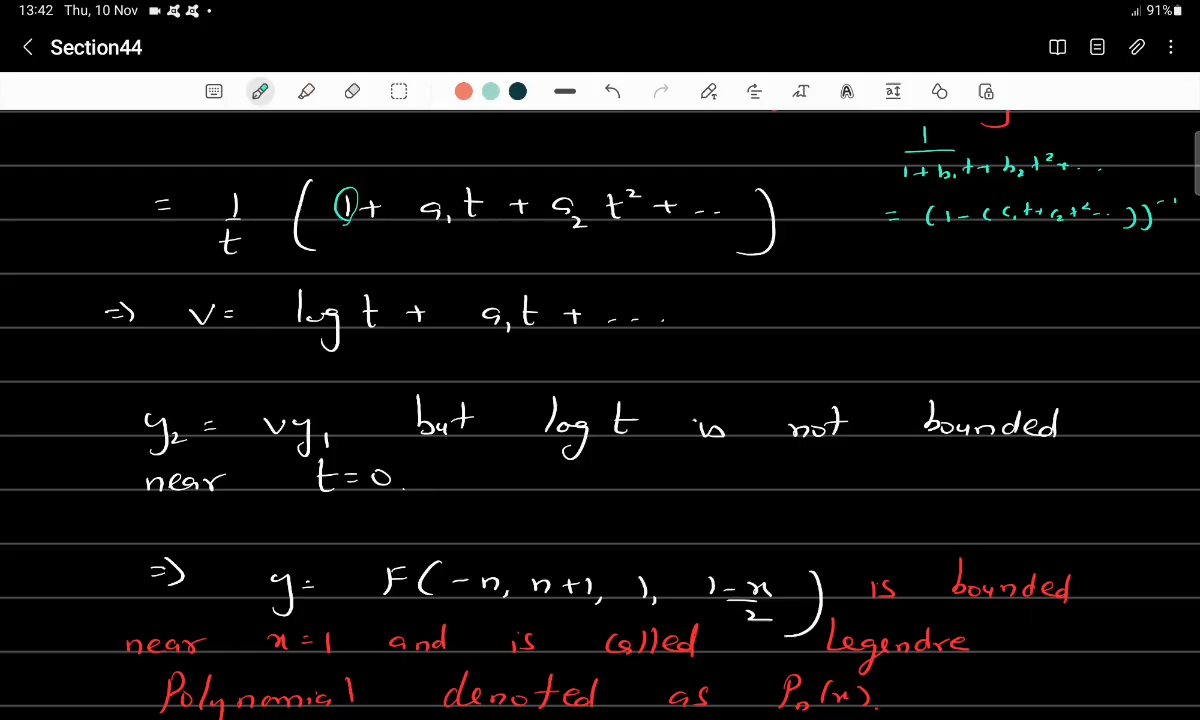 13:42 Thu, 10 Nov 91%
Section44
1 / (1 + b₁t + b₂t² + ...
= (1 - (c₁t + c₂t² ... ))⁻¹
= 1/t ( 1 + a₁t + a₂t² + ... )
=> v = log t + a₁t + ....
y₂ = vy₁ but log t is not bounded
near t = 0.
=> y = F(-n, n+1, 1, (1-x)/2) is bounded
near x = 1 and is called Legendre
Polynomial denoted as Pₙ(x).